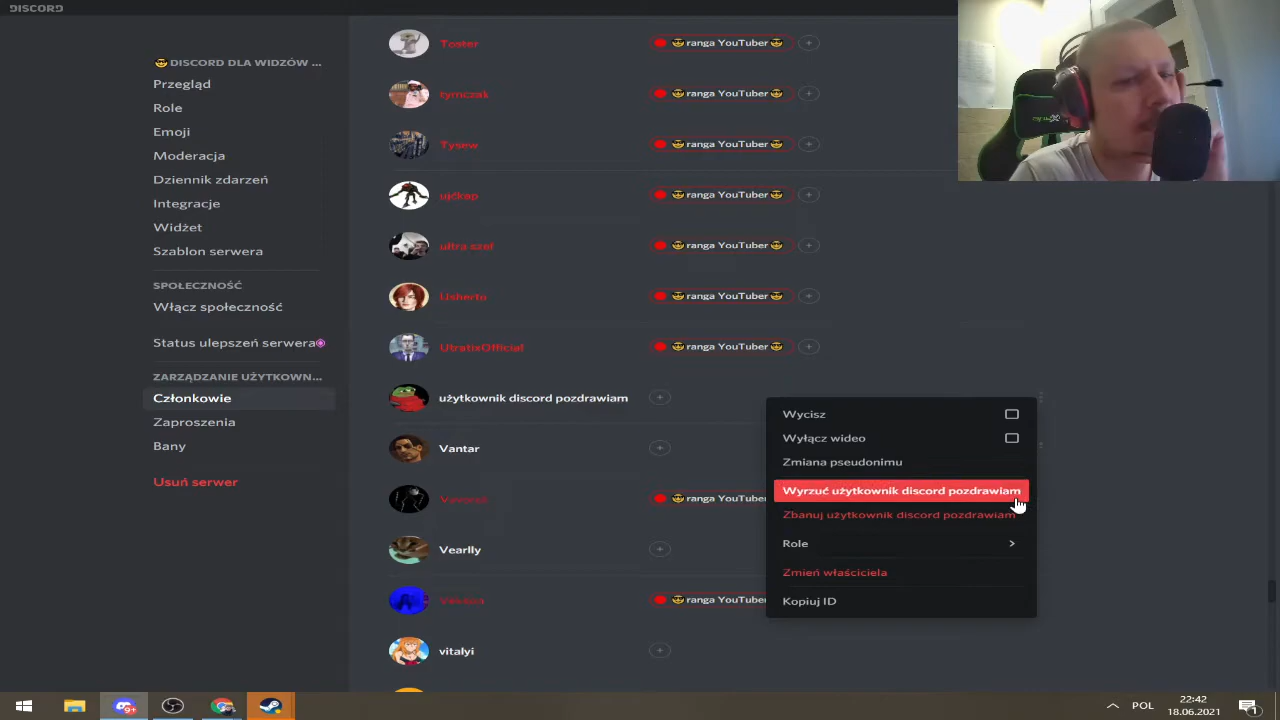 DISCORD
😎 DISCORD DLA WIDZÓW ...
Przegląd
Role
Emoji
Moderacja
Dziennik zdarzeń
Integracje
Widżet
Szablon serwera
SPOŁECZNOŚĆ
Włącz społeczność
Status ulepszeń serwera
ZARZĄDZANIE UŻYTKOWN...
Członkowie
Zaproszenia
Bany
Usuń serwer
Toster
😎 ranga YouTuber 😎
tymczak
😎 ranga YouTuber 😎
😎 ranga YouTuber 😎
ujćkap
😎 ranga YouTuber 😎
ultra szef
😎 ranga YouTuber 😎
Usherto
😎 ranga YouTuber 😎
UtratixOfficial
😎 ranga YouTuber 😎
użytkownik discord pozdrawiam
Vantar
😎 ranga YouTuber
Vearlly
😎 ranga YouTuber
vitalyi
Wycisz
Wyłącz wideo
Zmiana pseudonimu
Wyrzuć użytkownik discord pozdrawiam
Zbanuj użytkownik discord pozdrawiam
Role
Zmień właściciela
Kopiuj ID
9+
POL
22:42
18.06.2021
1